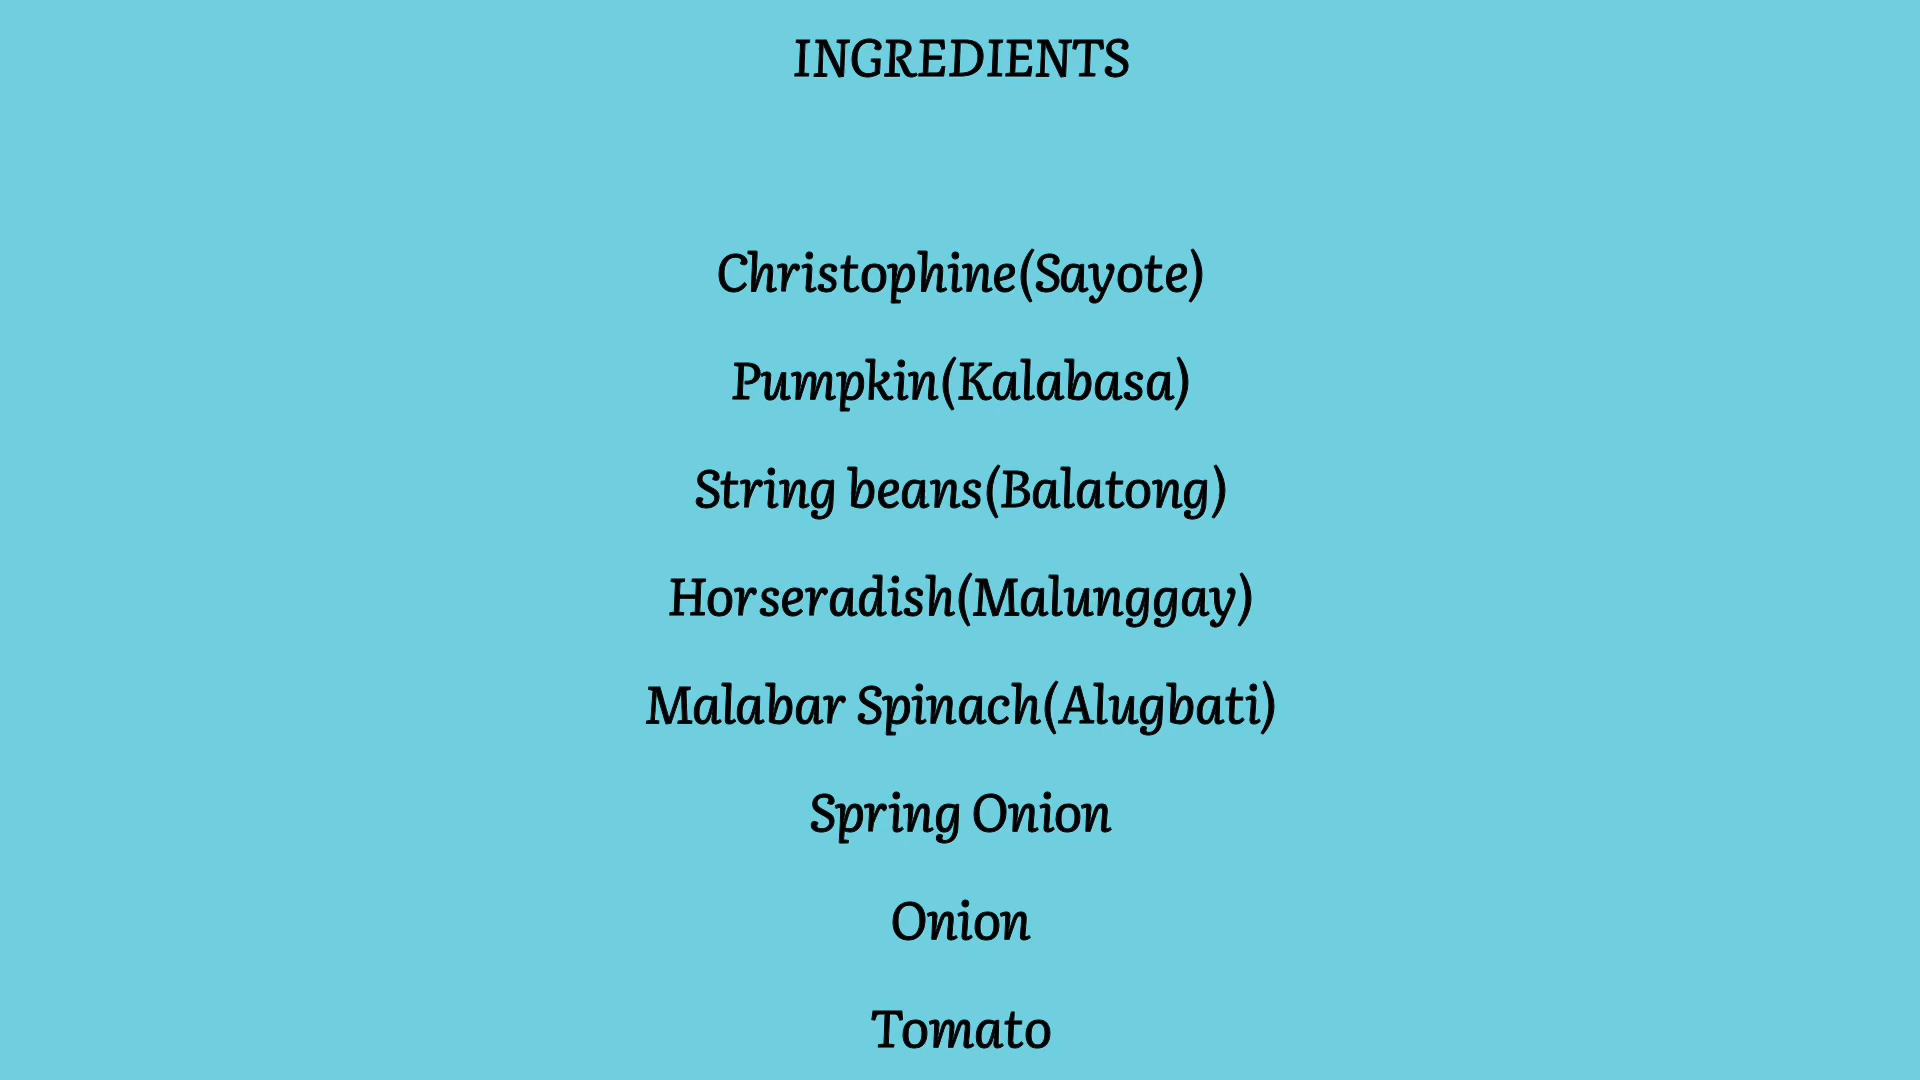 INGREDIENTS
Christophine(Sayote)
Pumpkin(Kalabasa)
String beans(Balatong)
Horseradish(Malunggay)
Malabar Spinach(Alugbati)
Spring Onion
Onion
Tomato